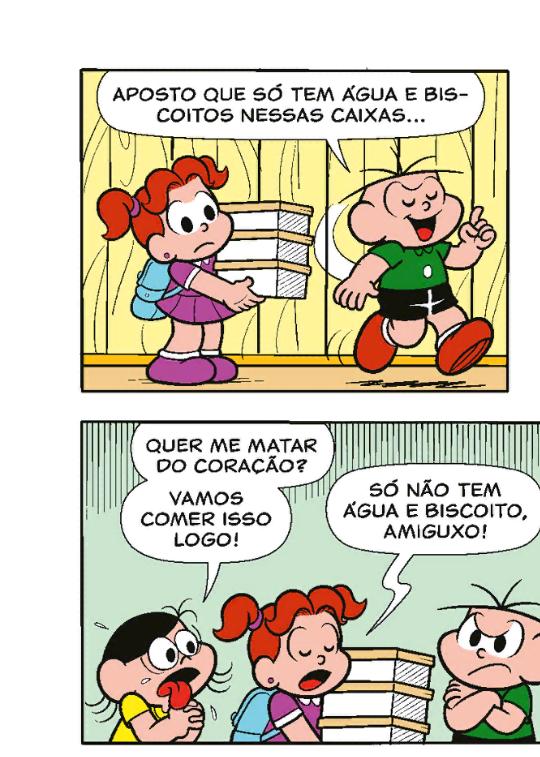 APOSTO QUE SÓ TEM ÁGUA E BIS-
COITOS NESSAS CAIXAS...
QUER ME MATAR
DO CORAÇÃO?
VAMOS
COMER ISSO
LOGO!
SÓ NÃO TEM
ÁGUA E BISCOITO,
AMIGUXO!